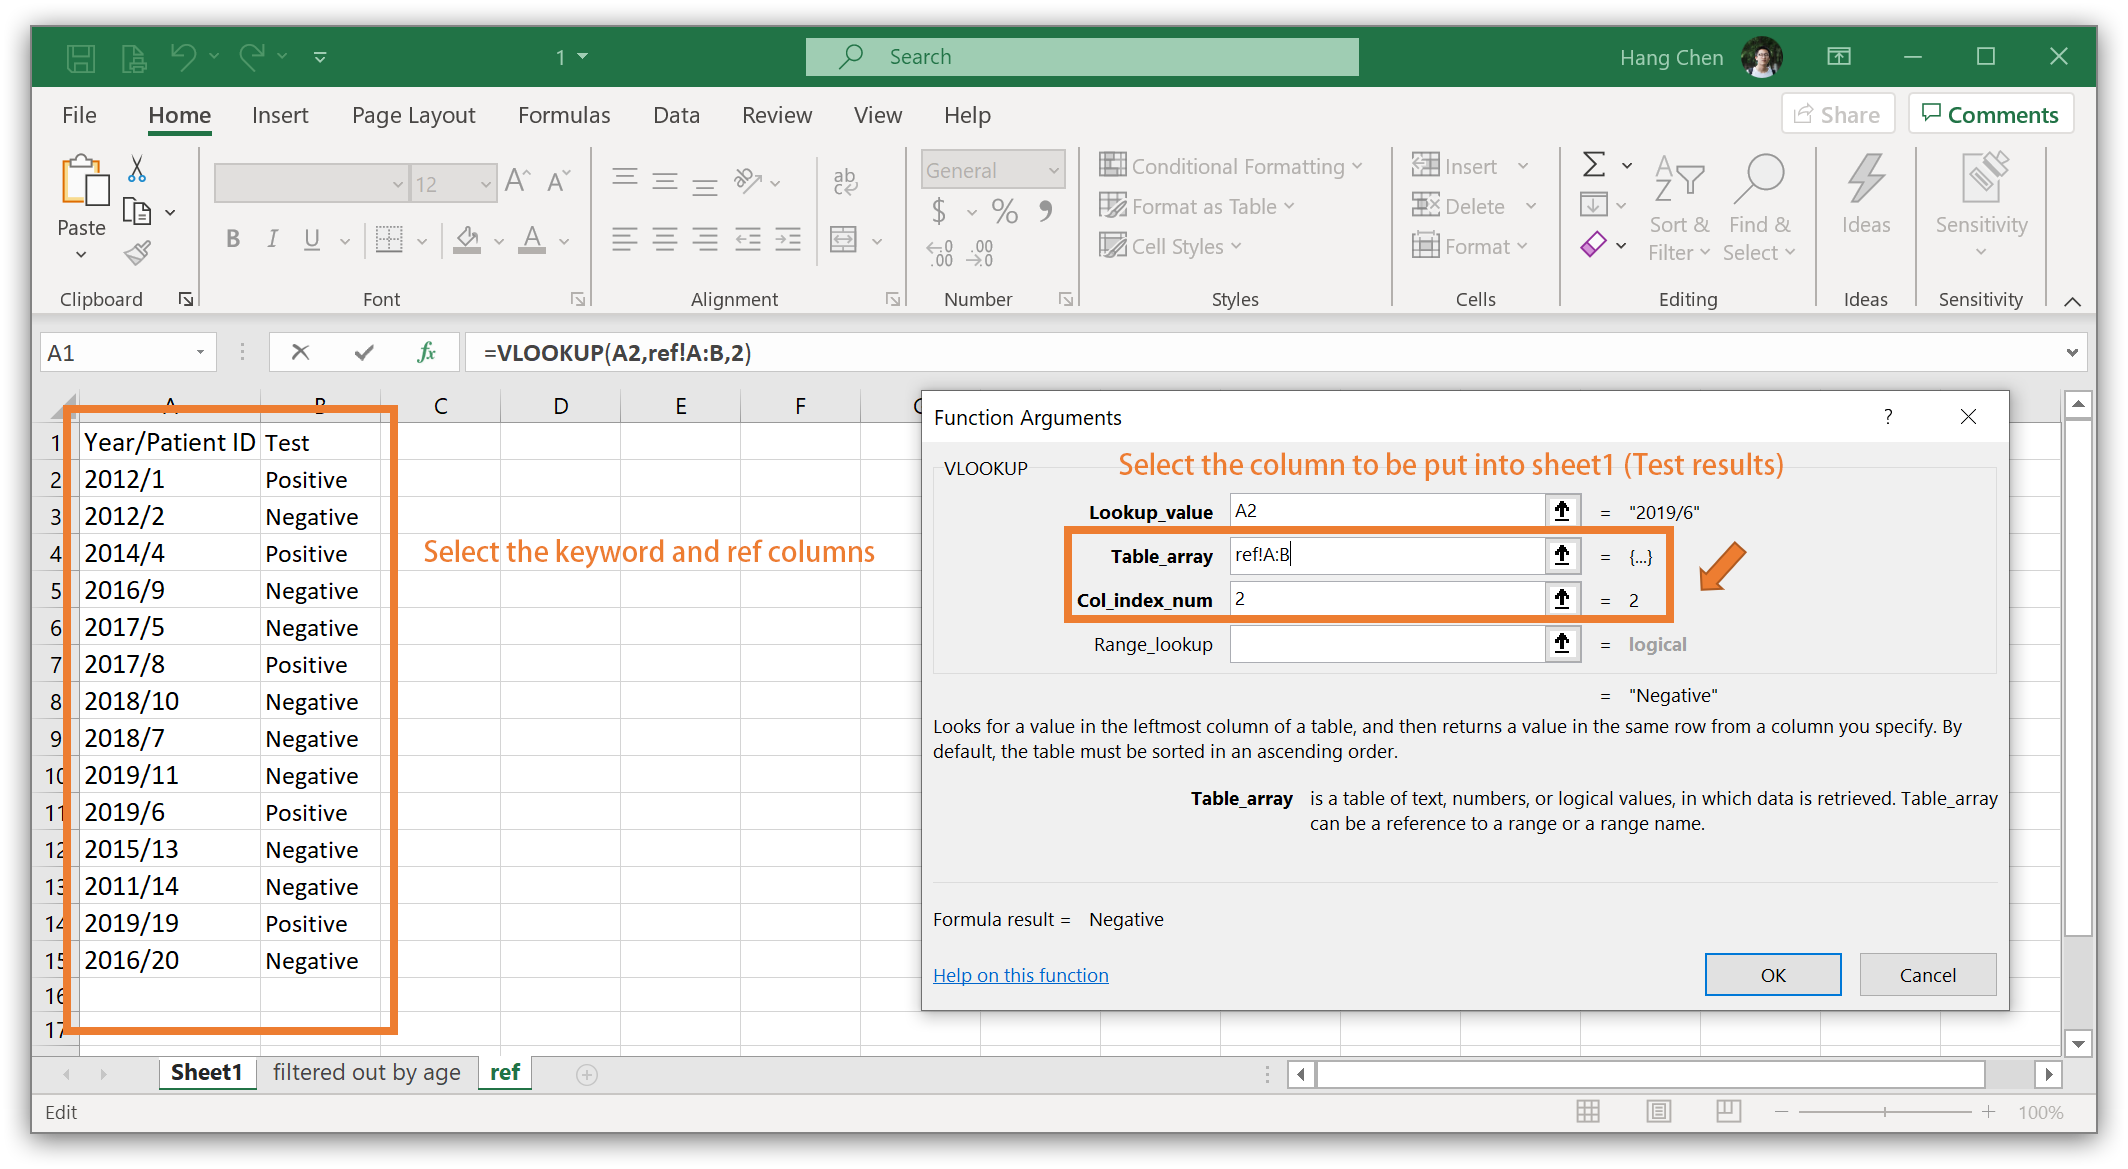 1
Search
Hang Chen
File Home Insert Page Layout Formulas Data Review View Help
Share Comments
Paste
Clipboard
12
B I U
A
Font
ab
c
Alignment
General
$ % ,
.00 .00
Number
Conditional Formatting
Format as Table
Cell Styles
Styles
Insert
Delete
Format
Cells
Σ
A
Z
Sort &
Filter
Find &
Select
Editing
Ideas
Ideas
Sensitivity
Sensitivity
A1
fx
=VLOOKUP(A2,ref!A:B,2)
A B C D E F
1 Year/Patient ID Test
2 2012/1 Positive
3 2012/2 Negative
4 2014/4 Positive
5 2016/9 Negative
6 2017/5 Negative
7 2017/8 Positive
8 2018/10 Negative
9 2018/7 Negative
10 2019/11 Negative
11 2019/6 Positive
12 2015/13 Negative
13 2011/14 Negative
14 2019/19 Positive
15 2016/20 Negative
16
17
Select the keyword and ref columns
Function Arguments ?
VLOOKUP
Select the column to be put into sheet1 (Test results)
Lookup_value A2 = "2019/6"
Table_array ref!A:B = {...}
Col_index_num 2 = 2
Range_lookup = logical
= "Negative"
Looks for a value in the leftmost column of a table, and then returns a value in the same row from a column you specify. By
default, the table must be sorted in an ascending order.
Table_array is a table of text, numbers, or logical values, in which data is retrieved. Table_array
can be a reference to a range or a range name.
Formula result = Negative
Help on this function
OK Cancel
Sheet1 filtered out by age ref
Edit
100%